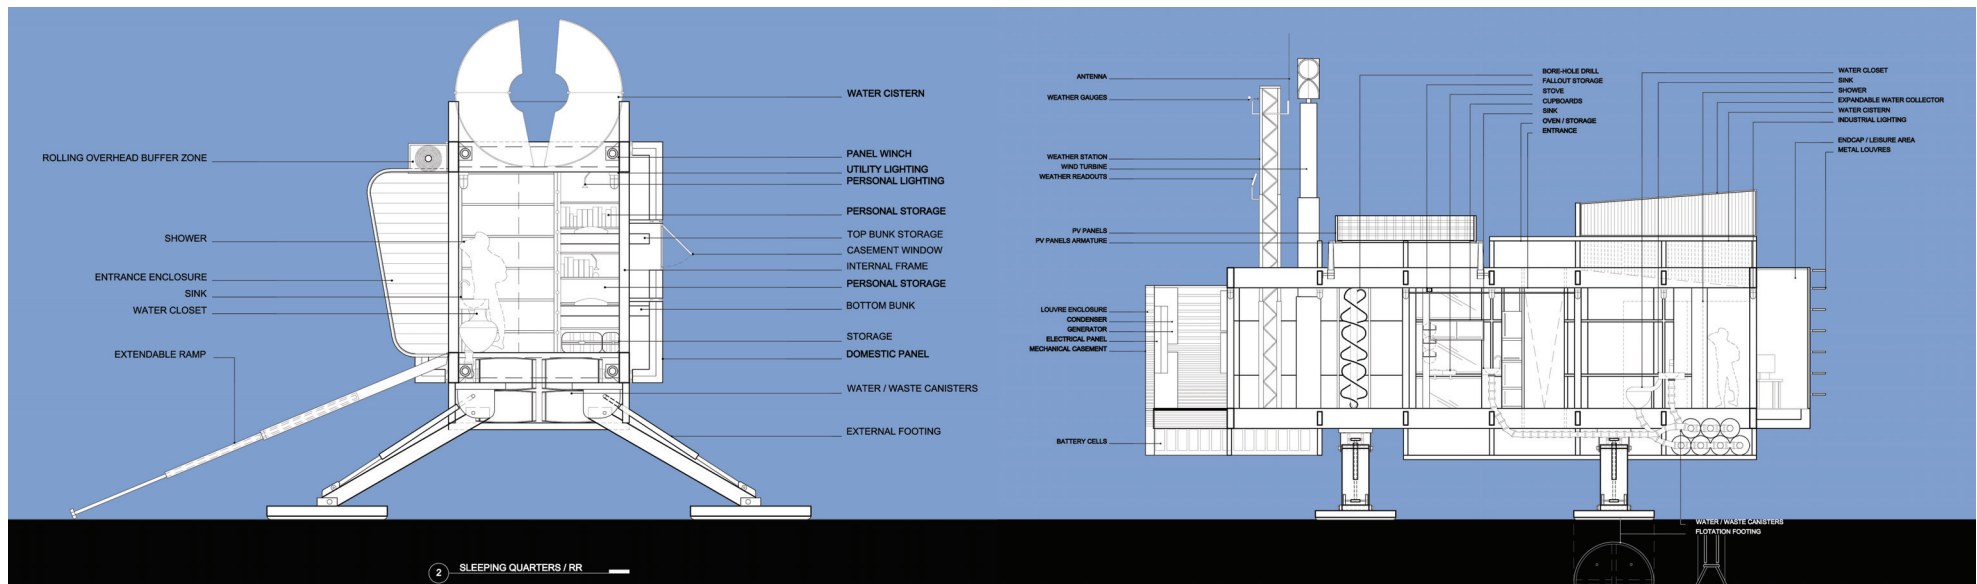 WATER CISTERN
ROLLING OVERHEAD BUFFER ZONE
PANEL WINCH
UTILITY LIGHTING
PERSONAL LIGHTING
PERSONAL STORAGE
SHOWER
TOP BUNK STORAGE
CASEMENT WINDOW
INTERNAL FRAME
ENTRANCE ENCLOSURE
PERSONAL STORAGE
SINK
BOTTOM BUNK
WATER CLOSET
STORAGE
EXTENDABLE RAMP
DOMESTIC PANEL
WATER / WASTE CANISTERS
EXTERNAL FOOTING
2 SLEEPING QUARTERS / RR
ANTENNA
WEATHER GAUGES
WEATHER STATION
WIND TURBINE
WEATHER READOUTS
PV PANELS
PV PANELS ARMATURE
LOUVRE ENCLOSURE
CONDENSER
GENERATOR
ELECTRICAL PANEL
MECHANICAL CASEMENT
BATTERY CELLS
BORE-HOLE DRILL
FALLOUT STORAGE
STOVE
CUPBOARDS
SINK
OVEN / STORAGE
ENTRANCE
WATER CLOSET
SINK
SHOWER
EXPANDABLE WATER COLLECTOR
WATER CISTERN
INDUSTRIAL LIGHTING
ENDCAP / LEISURE AREA
METAL LOUVRES
WATER / WASTE CANISTERS
FLOTATION FOOTING